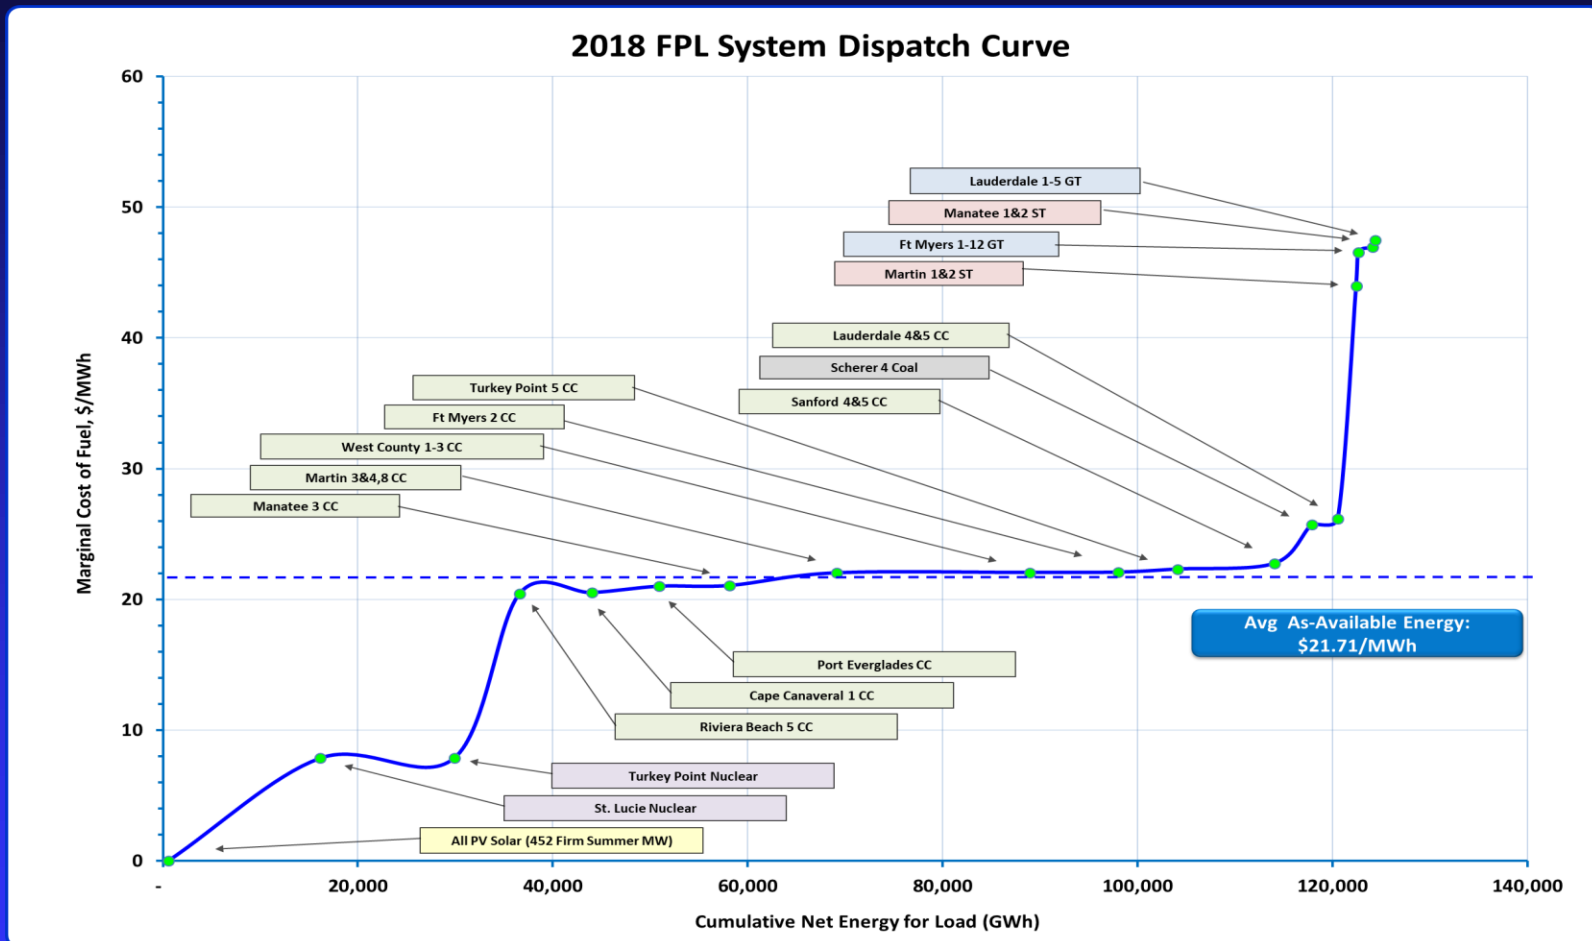 2018 FPL System Dispatch Curve
60
50
40
30
20
10
0
Marginal Cost of Fuel, $/MWh
Lauderdale 1-5 GT
Manatee 1&2 ST
Ft Myers 1-12 GT
Martin 1&2 ST
Lauderdale 4&5 CC
Scherer 4 Coal
Sanford 4&5 CC
Turkey Point 5 CC
Ft Myers 2 CC
West County 1-3 CC
Martin 3&4,8 CC
Manatee 3 CC
Avg As-Available Energy:
$21.71/MWh
Port Everglades CC
Cape Canaveral 1 CC
Riviera Beach 5 CC
Turkey Point Nuclear
St. Lucie Nuclear
All PV Solar (452 Firm Summer MW)
- 20,000 40,000 60,000 80,000 100,000 120,000 140,000
Cumulative Net Energy for Load (GWh)